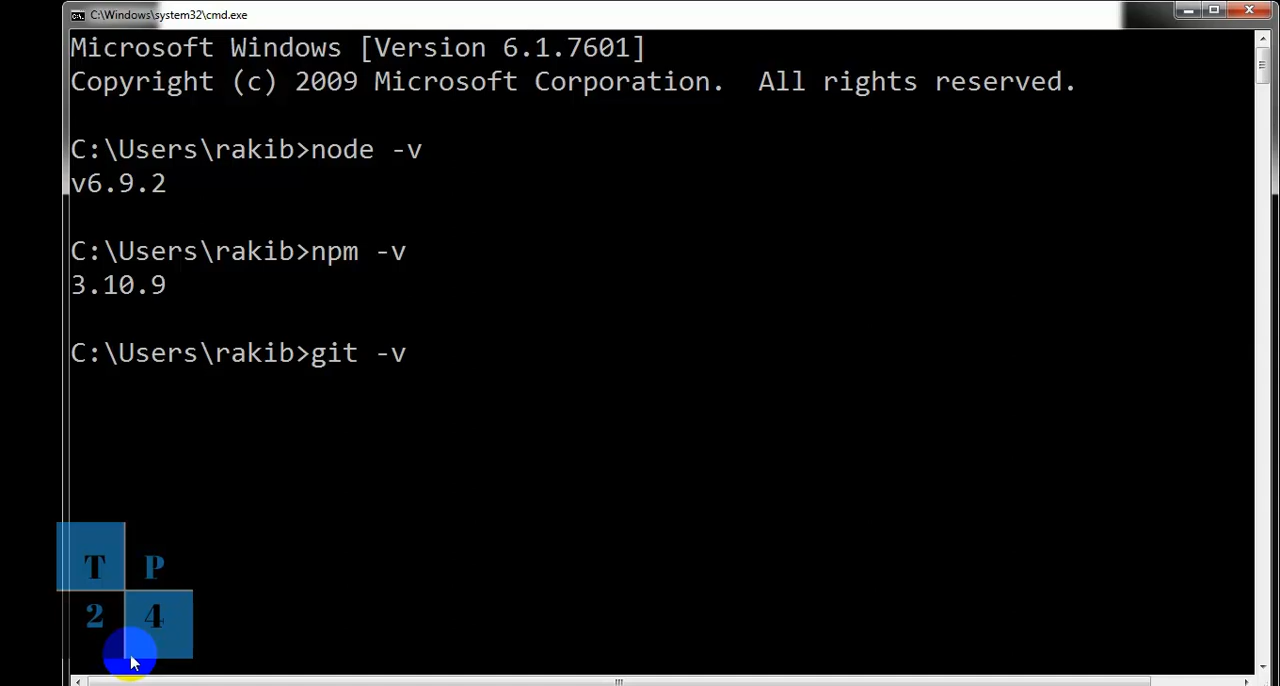 C:\Windows\system32\cmd.exe
Microsoft Windows [Version 6.1.7601]
Copyright (c) 2009 Microsoft Corporation.  All rights reserved.
C:\Users\rakib>node -v
v6.9.2
C:\Users\rakib>npm -v
3.10.9
C:\Users\rakib>git -v
T P
2 4